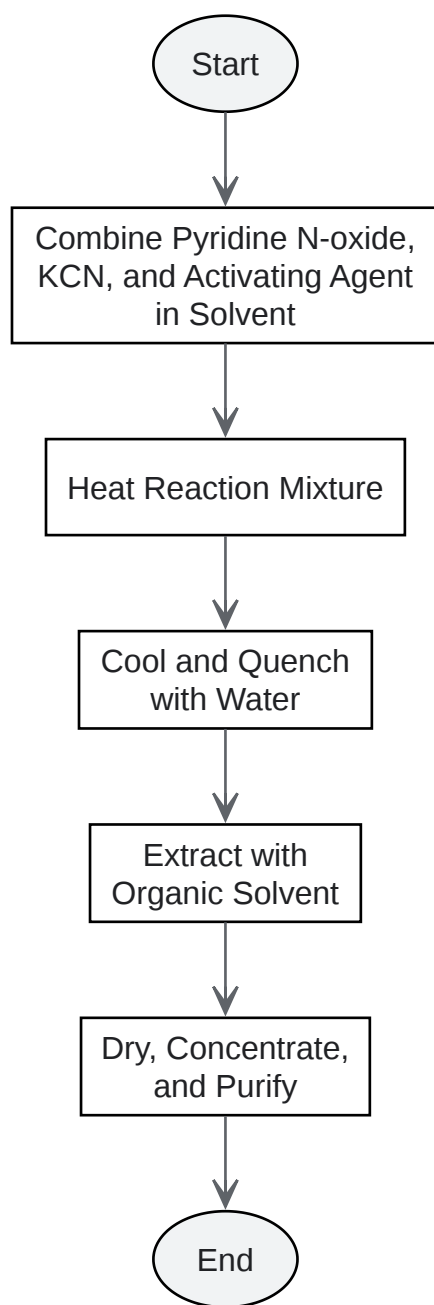 Start
Combine Pyridine N-oxide,
KCN, and Activating Agent
in Solvent
Heat Reaction Mixture
Cool and Quench
with Water
Extract with
Organic Solvent
Dry, Concentrate,
and Purify
End